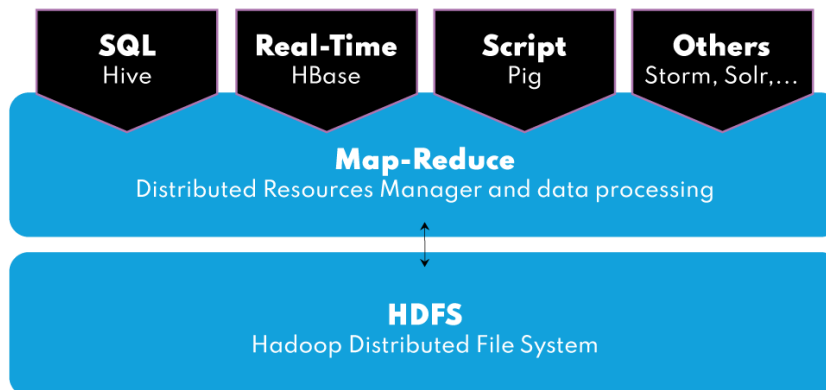 SQL
Hive
Real-Time
HBase
Script
Pig
Others
Storm, Solr,...
Map-Reduce
Distributed Resources Manager and data processing
HDFS
Hadoop Distributed File System